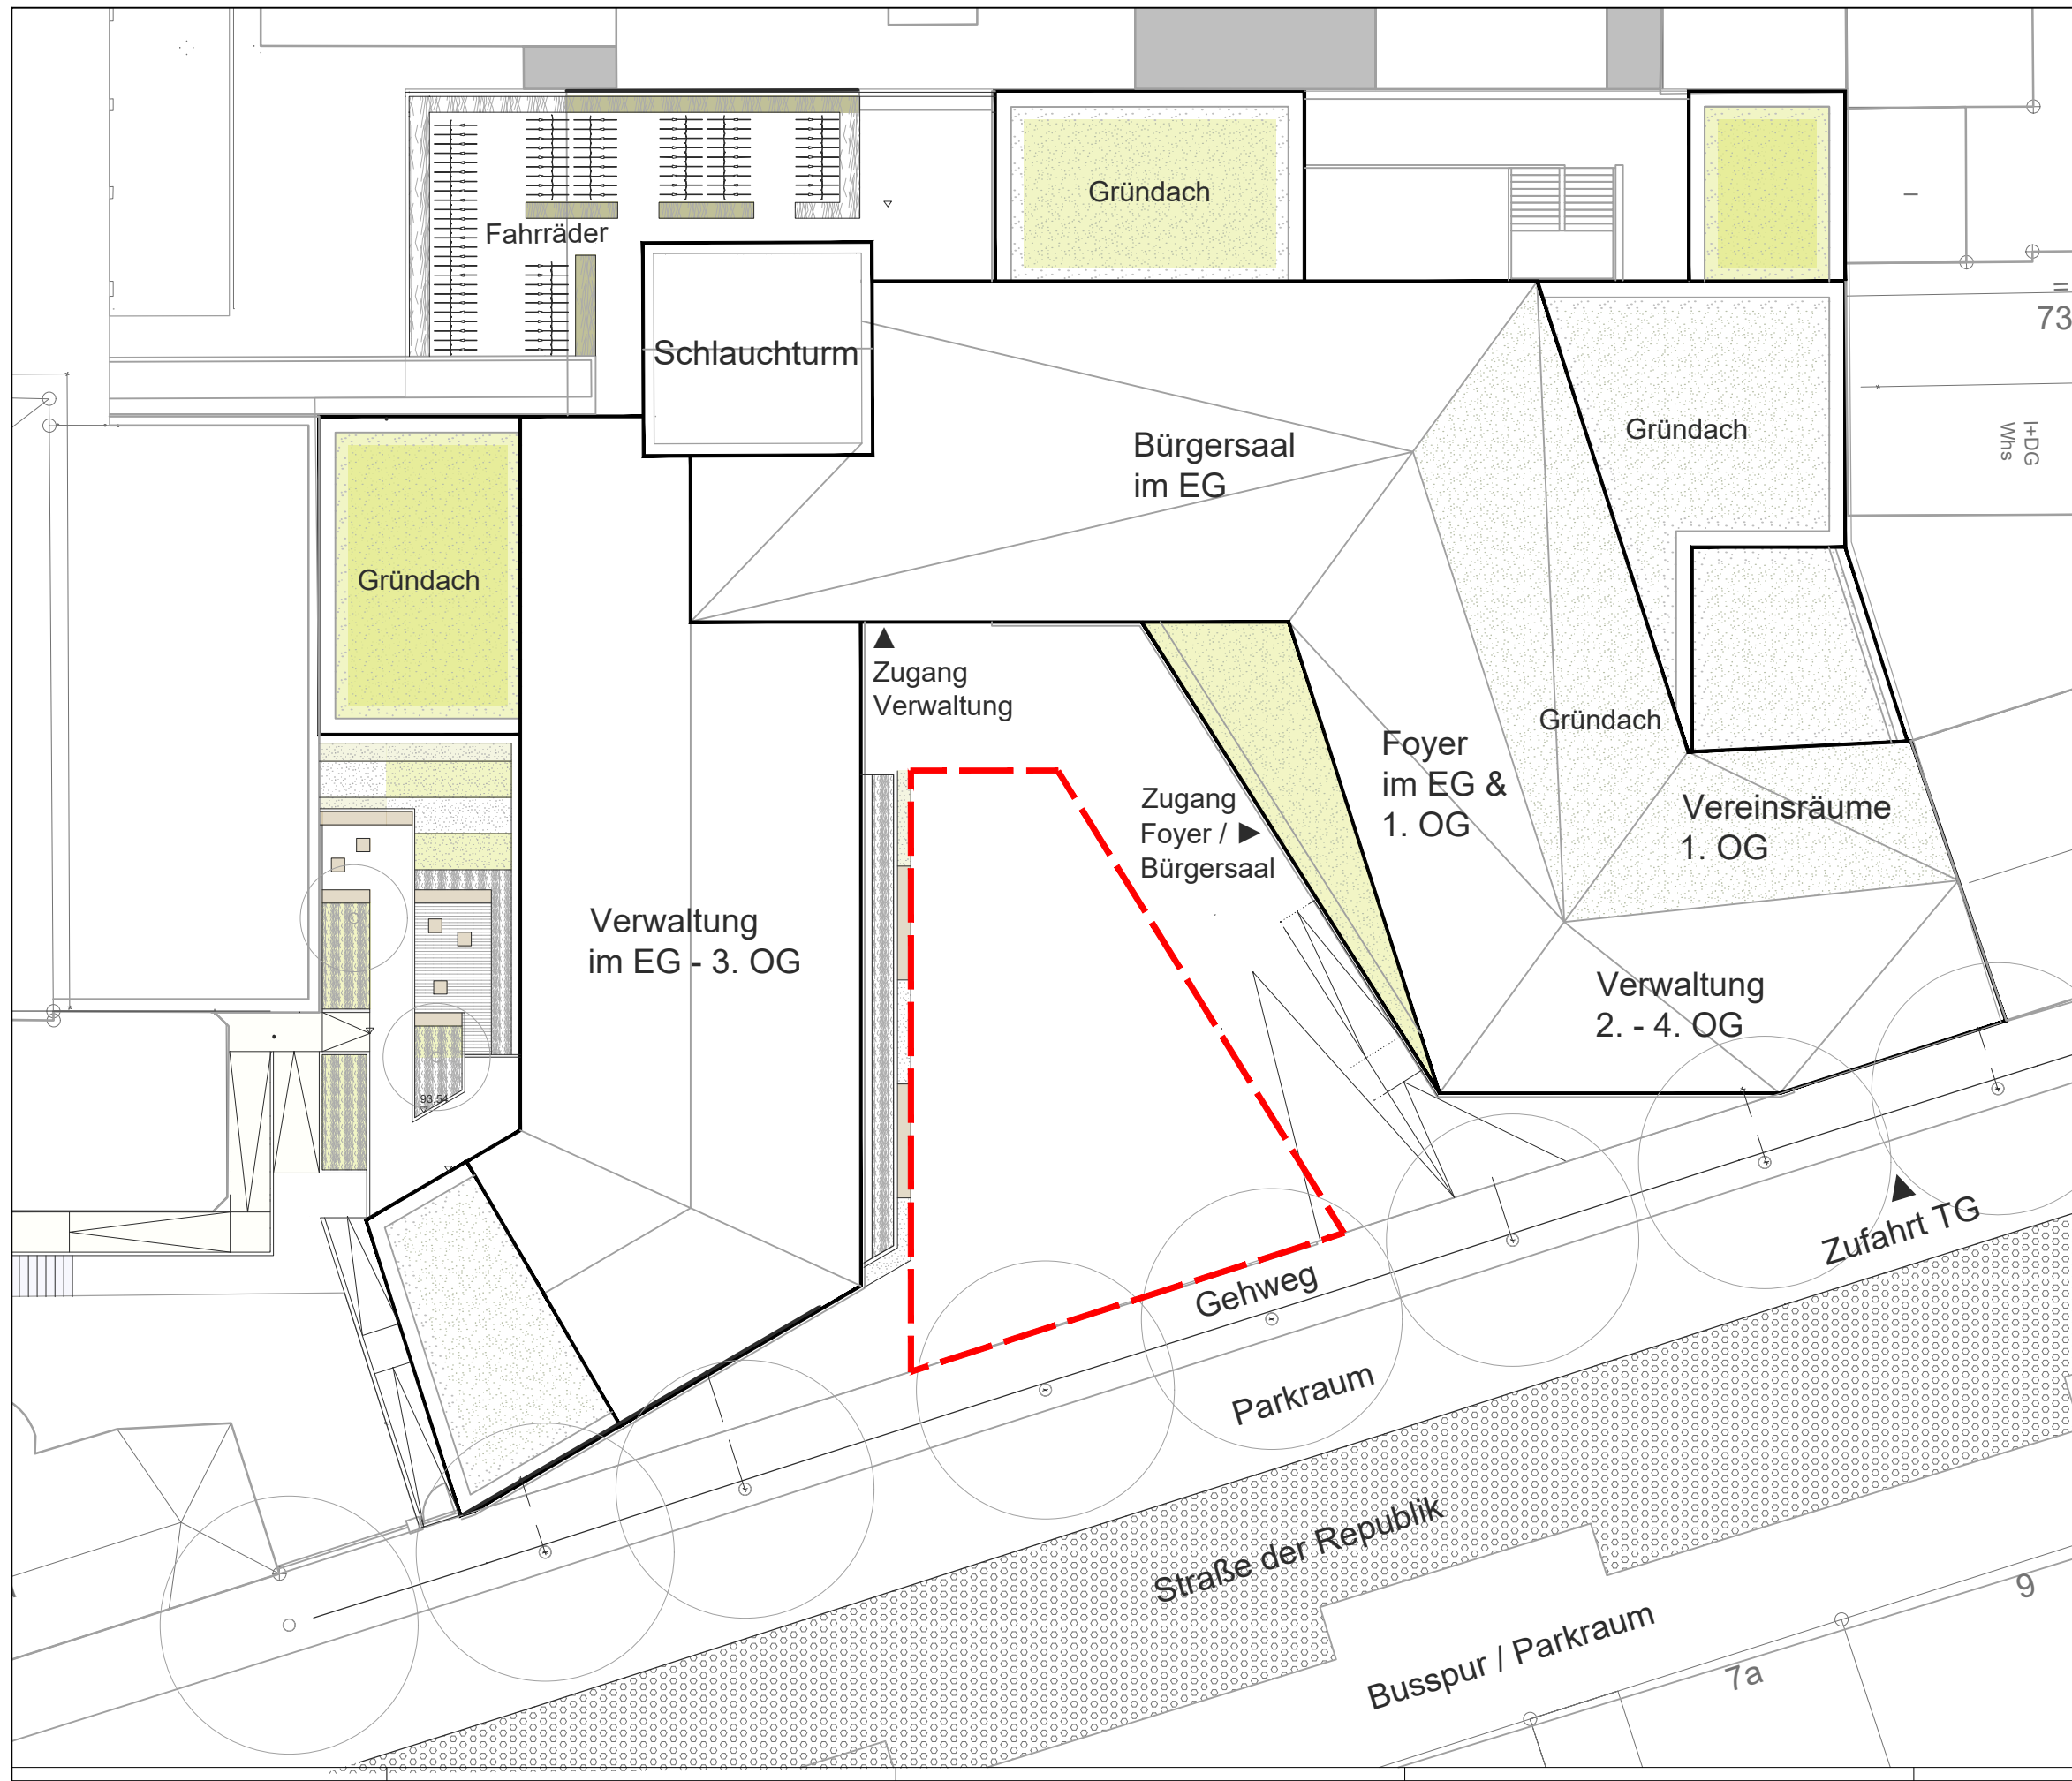 Gründach
I
Fahrräder
II
73
Schlauchturm
Gründach
Bürgersaal
im EG
I+DG
Whs
Gründach
Zugang
Verwaltung
Gründach
Foyer
im EG &
1. OG
Zugang
Foyer /
Bürgersaal
Vereinsräume
1. OG
Verwaltung
im EG - 3. OG
Verwaltung
2. - 4. OG
93.54
Zufahrt TG
Gehweg
Parkraum
Straße der Republik
Busspur / Parkraum
7a
9